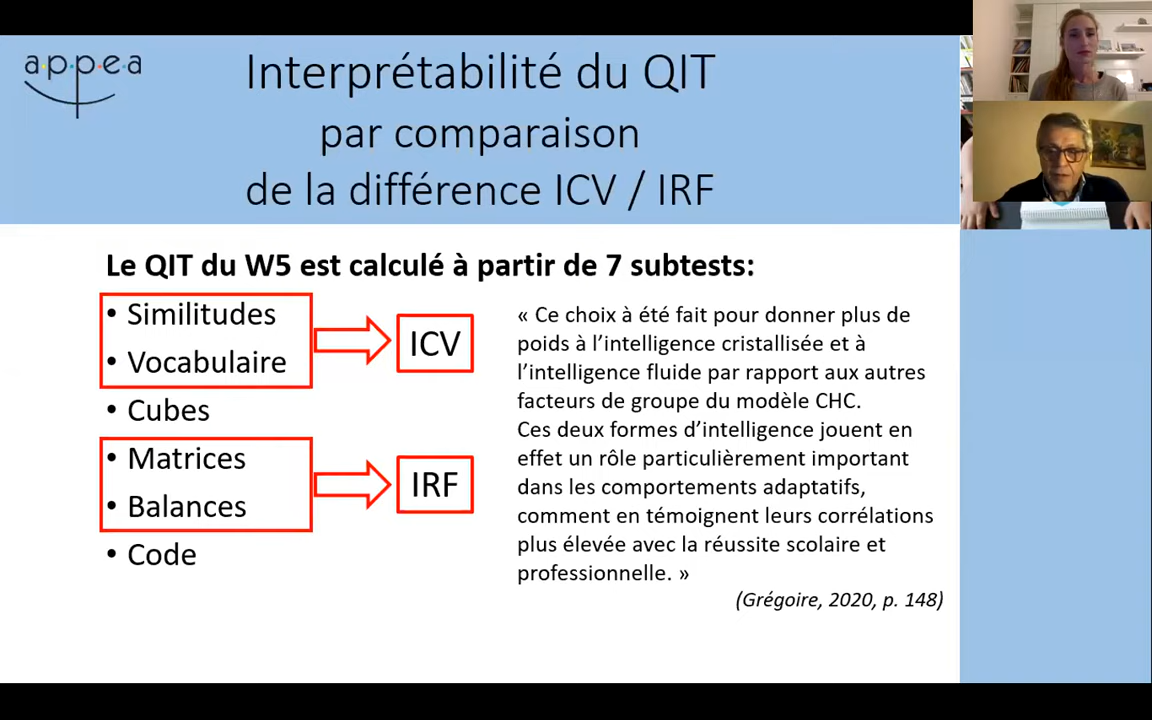 a·p·p·e·a
Interprétabilité du QIT
par comparaison
de la différence ICV / IRF
Le QIT du W5 est calculé à partir de 7 subtests:
• Similitudes
• Vocabulaire
ICV
• Cubes
• Matrices
• Balances
IRF
• Code
« Ce choix à été fait pour donner plus de
poids à l’intelligence cristallisée et à
l’intelligence fluide par rapport aux autres
facteurs de groupe du modèle CHC.
Ces deux formes d’intelligence jouent en
effet un rôle particulièrement important
dans les comportements adaptatifs,
comment en témoignent leurs corrélations
plus élevée avec la réussite scolaire et
professionnelle. »
(Grégoire, 2020, p. 148)